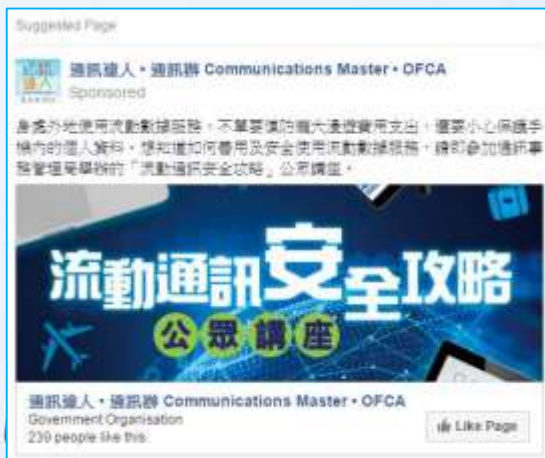 Suggested Page
通訊達人 • 通訊辦 Communications Master • OFCA
Sponsored
身處外地使用流動數據服務，不單要慎防龐大漫遊費用支出，還要小心保護手
機內的個人資料。想知道如何善用及安全使用流動數據服務，請即參加通訊事
務管理局舉辦的「流動通訊安全攻略」公眾講座。
流動通訊安全攻略
公眾講座
通訊達人 • 通訊辦 Communications Master • OFCA
Government Organisation
239 people like this.
Like Page